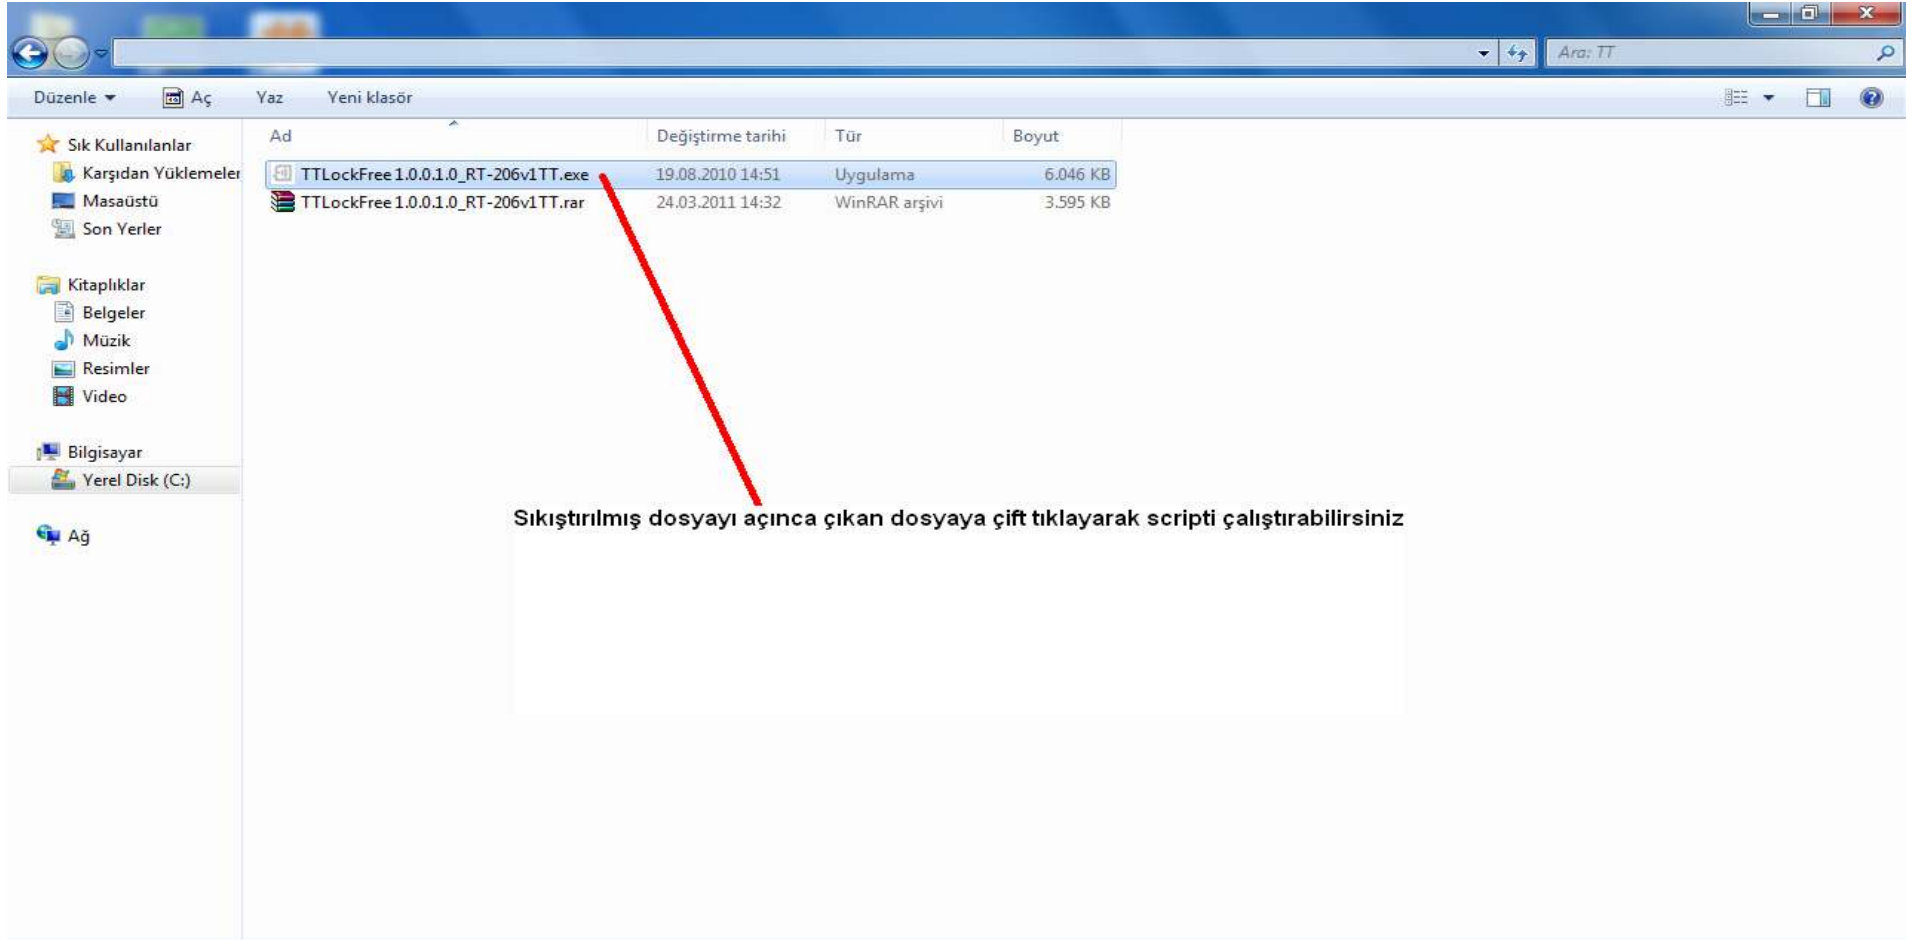 Ara: TT
Düzenle Aç Yaz Yeni klasör
Ad Değiştirme tarihi Tür Boyut
Sık Kullanılanlar
Karşıdan Yüklemeler
Masaüstü
Son Yerler
Kitaplıklar
Belgeler
Müzik
Resimler
Video
Bilgisayar
Yerel Disk (C:)
Ağ
TTLockFree 1.0.0.1.0_RT-206v1TT.exe 19.08.2010 14:51 Uygulama 6.046 KB
TTLockFree 1.0.0.1.0_RT-206v1TT.rar 24.03.2011 14:32 WinRAR arşivi 3.595 KB
Sıkıştırılmış dosyayı açınca çıkan dosyaya çift tıklayarak scripti çalıştırabilirsiniz